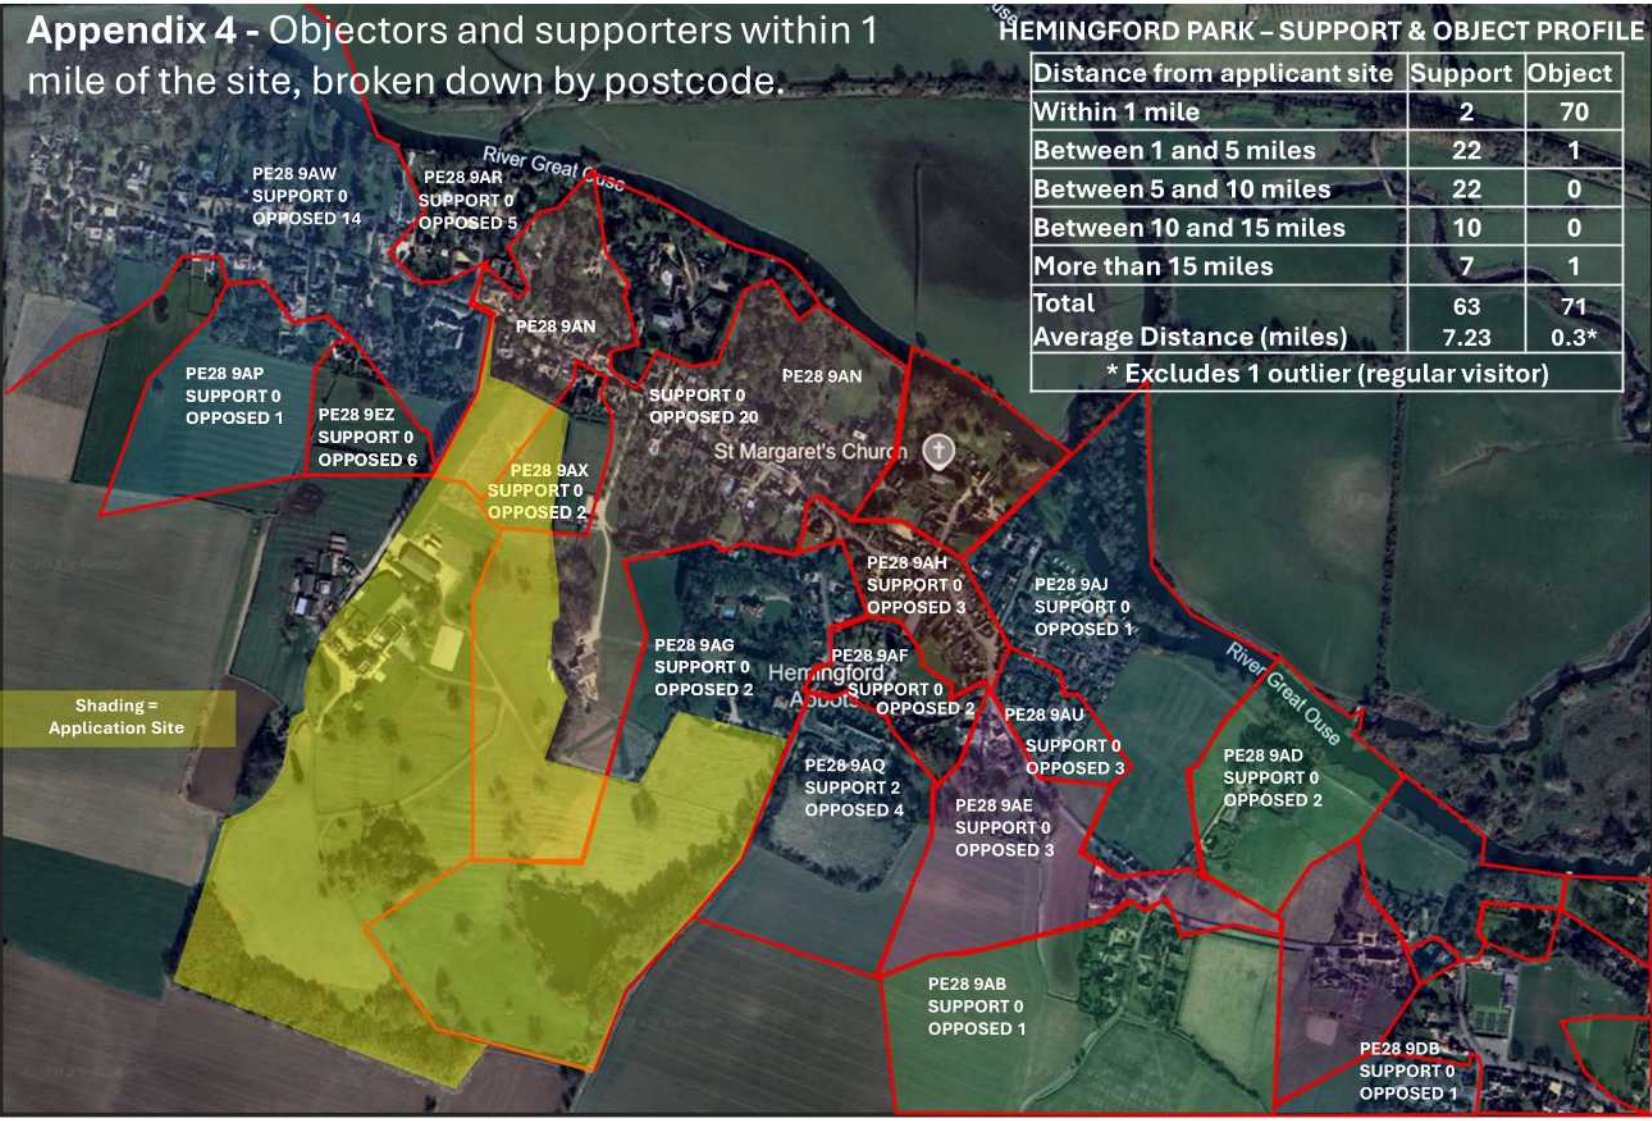 Appendix 4 - Objectors and supporters within 1
mile of the site, broken down by postcode.
HEMINGFORD PARK – SUPPORT & OBJECT PROFILE
Distance from applicant site Support Object
Within 1 mile 2 70
Between 1 and 5 miles 22 1
Between 5 and 10 miles 22 0
Between 10 and 15 miles 10 0
More than 15 miles 7 1
Total 63 71
Average Distance (miles) 7.23 0.3*
* Excludes 1 outlier (regular visitor)
River Great Ouse
PE28 9AW
SUPPORT 0
OPPOSED 14
PE28 9AR
SUPPORT 0
OPPOSED 5
PE28 9AN
PE28 9AN
SUPPORT 0
OPPOSED 20
PE28 9AP
SUPPORT 0
OPPOSED 1
PE28 9EZ
SUPPORT 0
OPPOSED 6
St Margaret's Church
PE28 9AX
SUPPORT 0
OPPOSED 2
PE28 9AH
SUPPORT 0
OPPOSED 3
PE28 9AJ
SUPPORT 0
OPPOSED 1
PE28 9AG
SUPPORT 0
OPPOSED 2
Hemingford
Abbots
PE28 9AF
SUPPORT 0
OPPOSED 2
River Great Ouse
Shading =
Application Site
PE28 9AU
SUPPORT 0
OPPOSED 3
PE28 9AQ
SUPPORT 2
OPPOSED 4
PE28 9AD
SUPPORT 0
OPPOSED 2
PE28 9AE
SUPPORT 0
OPPOSED 3
PE28 9AB
SUPPORT 0
OPPOSED 1
PE28 9DB
SUPPORT 0
OPPOSED 1